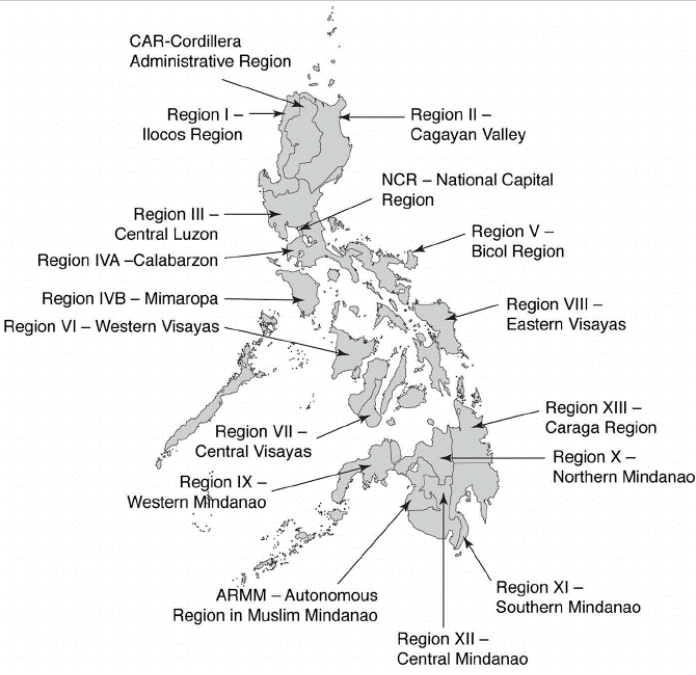 CAR-Cordillera
Administrative Region
Region I –
Ilocos Region
Region II –
Cagayan Valley
NCR – National Capital
Region
Region III –
Central Luzon
Region V –
Bicol Region
Region IVA –Calabarzon
Region IVB – Mimaropa
Region VIII –
Eastern Visayas
Region VI – Western Visayas
Region XIII –
Caraga Region
Region VII –
Central Visayas
Region X –
Northern Mindanao
Region IX –
Western Mindanao
ARMM – Autonomous
Region in Muslim Mindanao
Region XI –
Southern Mindanao
Region XII –
Central Mindanao